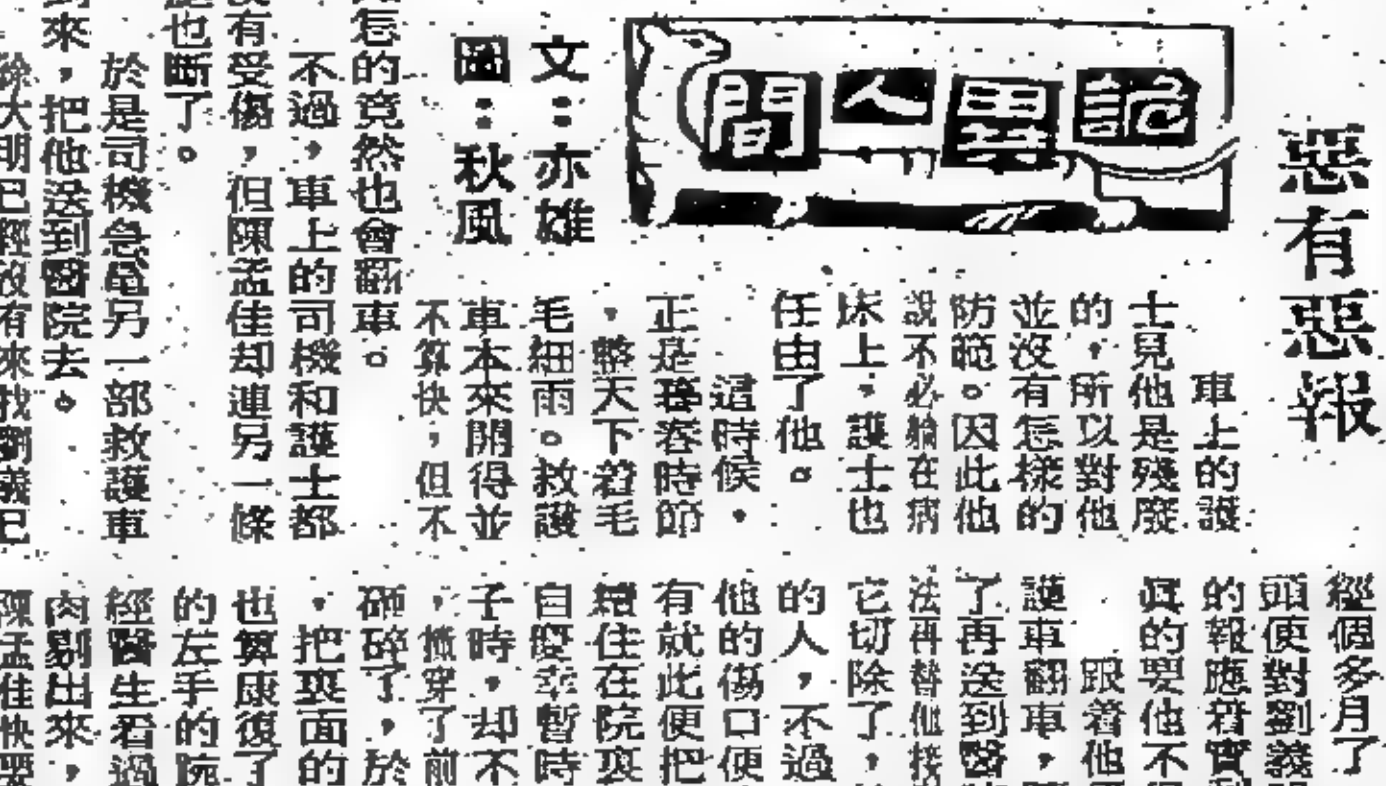 惡有惡報
記異人間
文：亦雄
圖：秋風
車上的護
士見他是殘廢
的，所以對他
並沒有怎樣的
防範。因此他
說不必躺在病
床上，護士也
任由了他。
這時候，
正是暮春時節
，整天下着毛
毛細雨。救護
車本來開得並
不算快，但不
怎的竟然也會翻車。
不過，車上的司機和護士都
有受傷，但陳孟佳却連另一條
也斷了。
於是司機急電另一部救護車
來，把他送到醫院去。
大明已經沒有來找劉義已
經個多月了
頭便對劉義
的報應着實
真的要他不
跟着他
護車翻車，
了再送到醫
法再替他接
它切除了，
的人，不過
他的傷口便
有就此便把
續住在院裏
自慶幸暫時
子時，却不
，撞穿了前
砸碎了，於
，把裏面的
也算康復了
的左手的腕
經醫生看過
肉剔出來，
陳孟佳快要